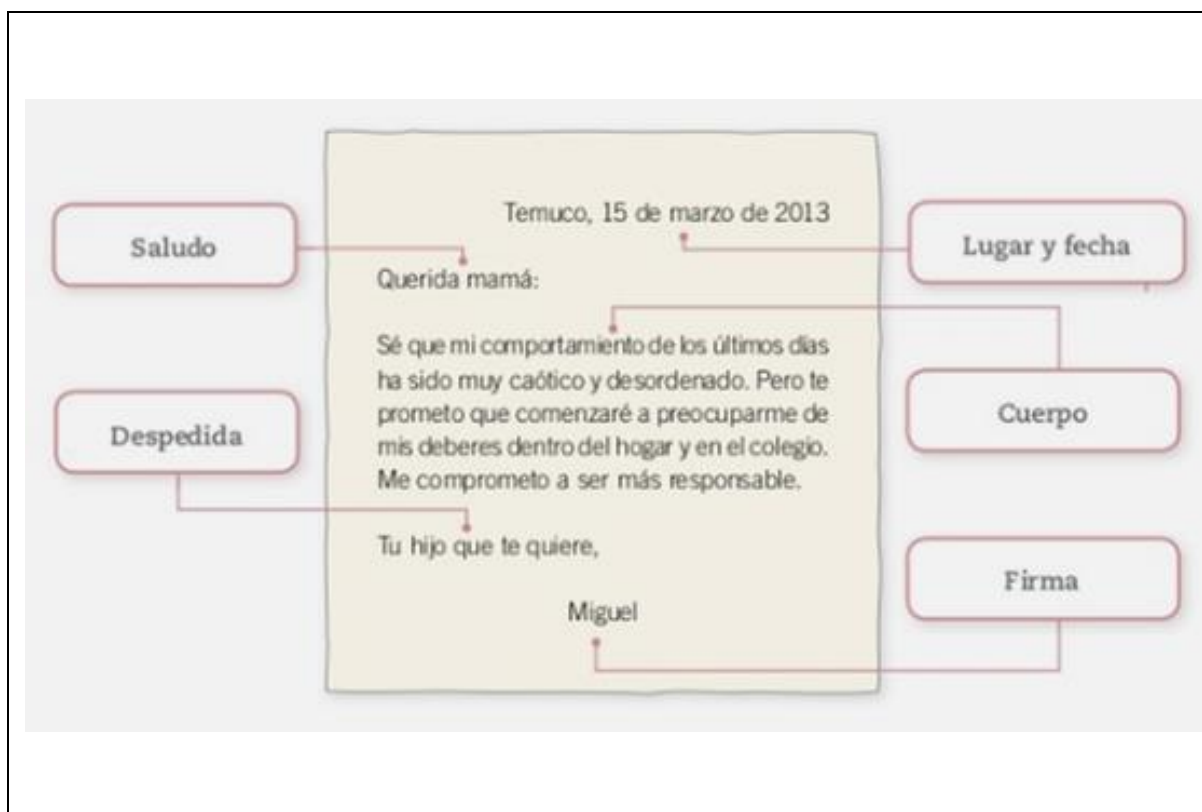 Temuco, 15 de marzo de 2013
Saludo
Lugar y fecha
Querida mamá:
Sé que mi comportamiento de los últimos días
ha sido muy caótico y desordenado. Pero te
prometo que comenzaré a preocuparme de
mis deberes dentro del hogar y en el colegio.
Me comprometo a ser más responsable.
Cuerpo
Despedida
Tu hijo que te quiere,
Firma
Miguel